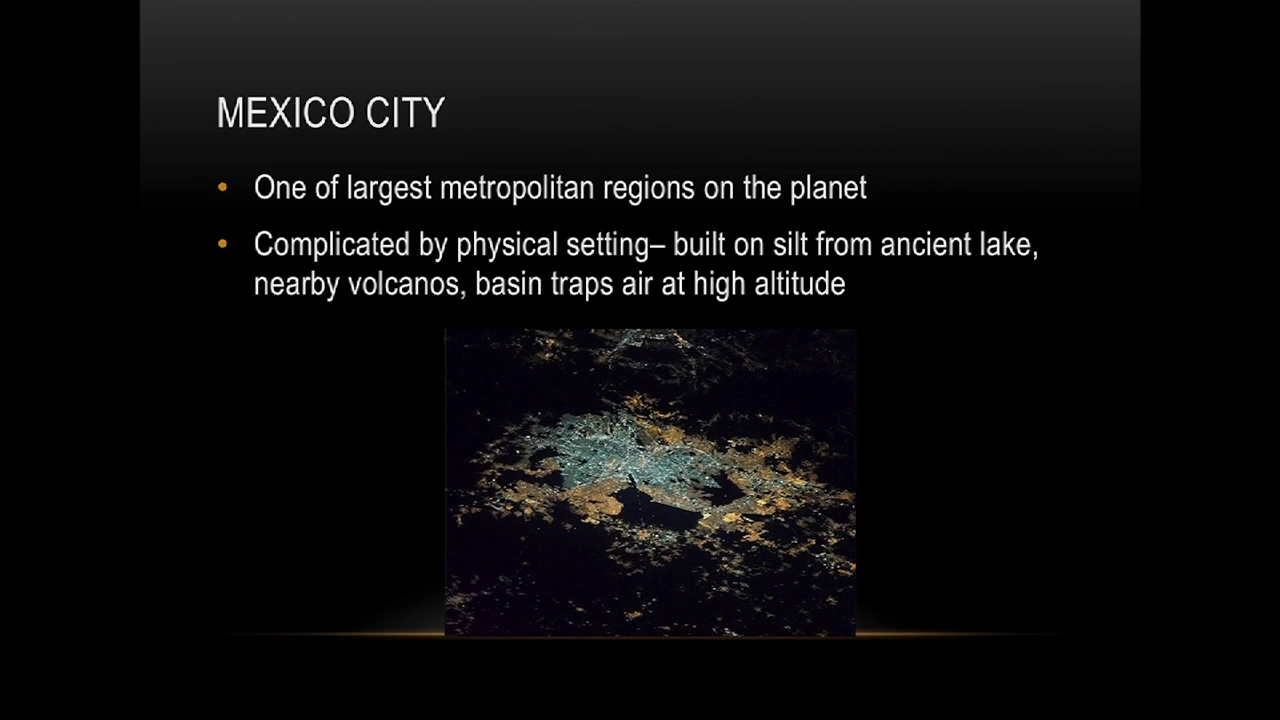 MEXICO CITY
• One of largest metropolitan regions on the planet
• Complicated by physical setting– built on silt from ancient lake,
nearby volcanos, basin traps air at high altitude